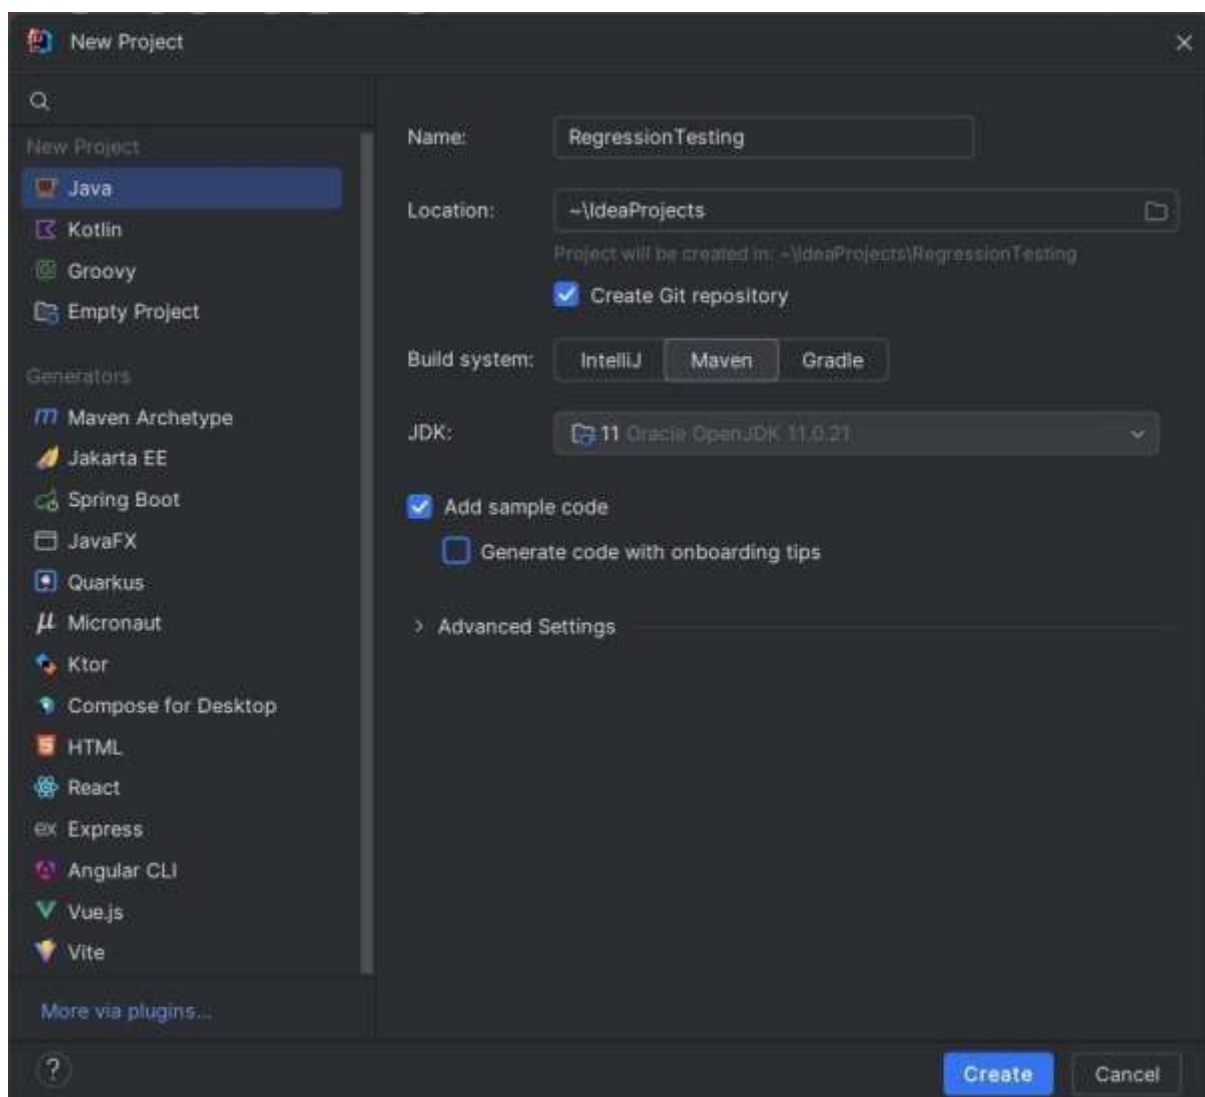 New Project
New Project
Java
Kotlin
Groovy
Empty Project
Generators
Maven Archetype
Jakarta EE
Spring Boot
JavaFX
Quarkus
Micronaut
Ktor
Compose for Desktop
HTML
React
ex Express
Angular CLI
Vue.js
Vite
More via plugins...
?
Name: RegressionTesting
Location: ~\IdeaProjects
Project will be created in: ~\IdeaProjects\RegressionTesting
Create Git repository
Build system: IntelliJ Maven Gradle
JDK: 11 Oracle OpenJDK 11.0.21
Add sample code
Generate code with onboarding tips
Advanced Settings
Create Cancel